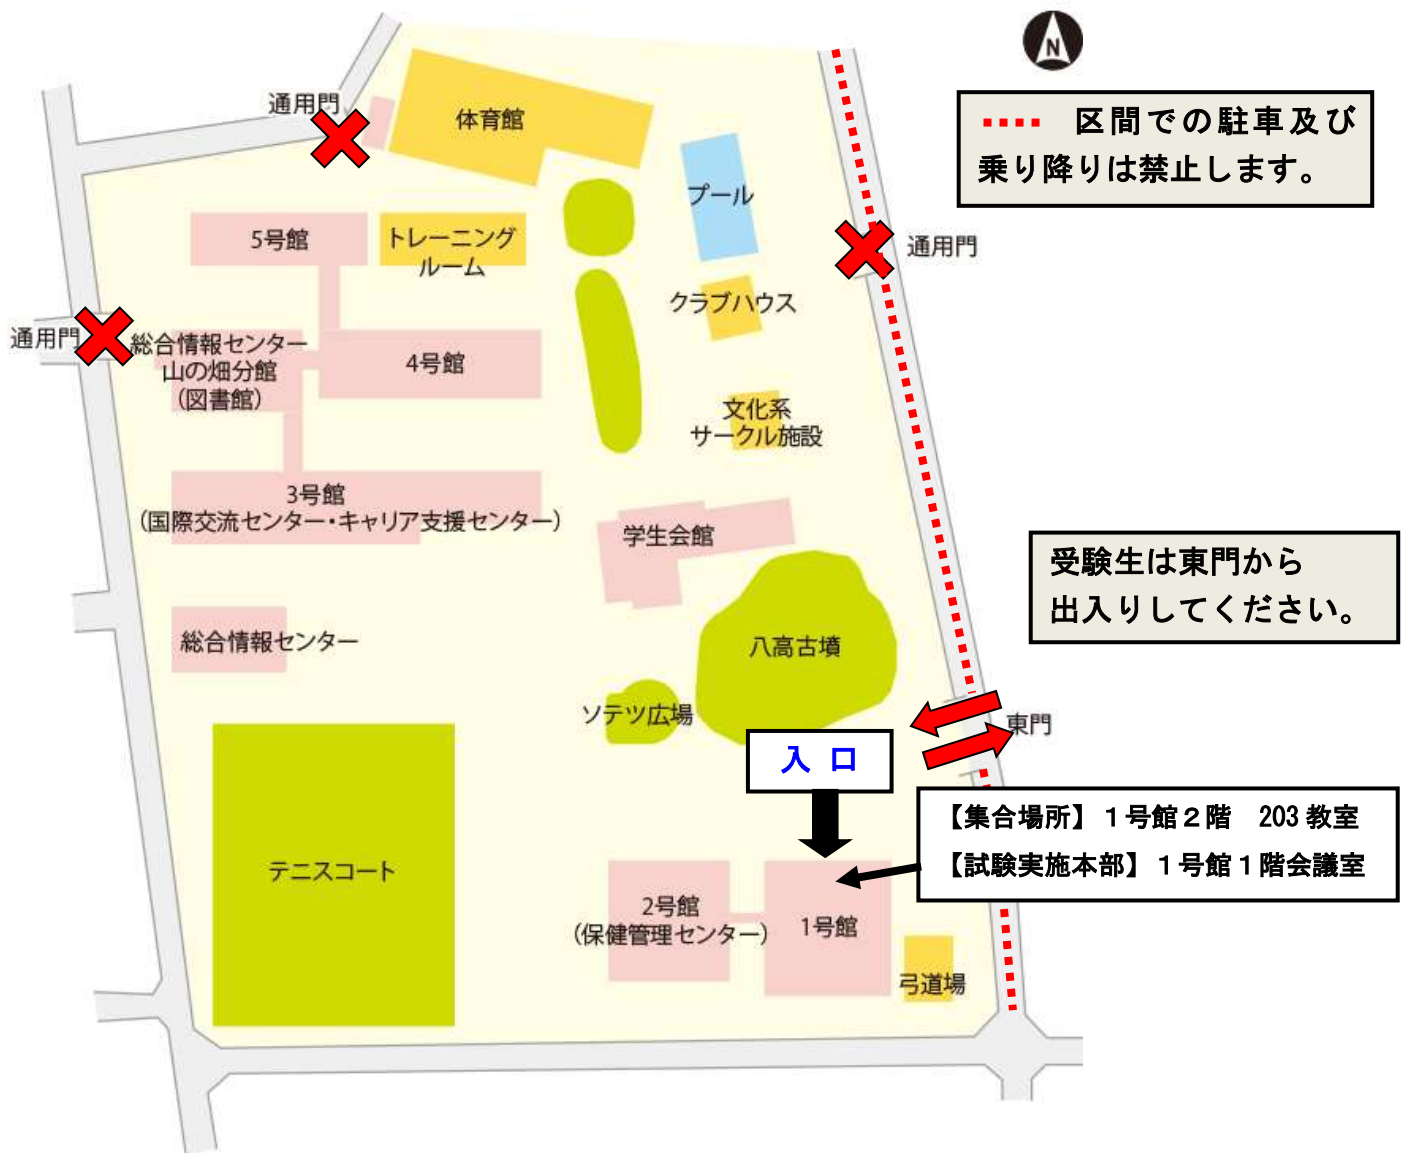 N
区間での駐車及び
乗り降りは禁止します。
通用門
体育館
プール
5号館
トレーニング
ルーム
通用門
クラブハウス
通用門
総合情報センター
山の畑分館
(図書館)
4号館
文化系
サークル施設
3号館
(国際交流センター・キャリア支援センター)
学生会館
受験生は東門から
出入りしてください。
総合情報センター
八高古墳
ソテツ広場
東門
入 口
【集合場所】１号館２階 203 教室
【試験実施本部】１号館１階会議室
テニスコート
2号館
(保健管理センター)
1号館
弓道場